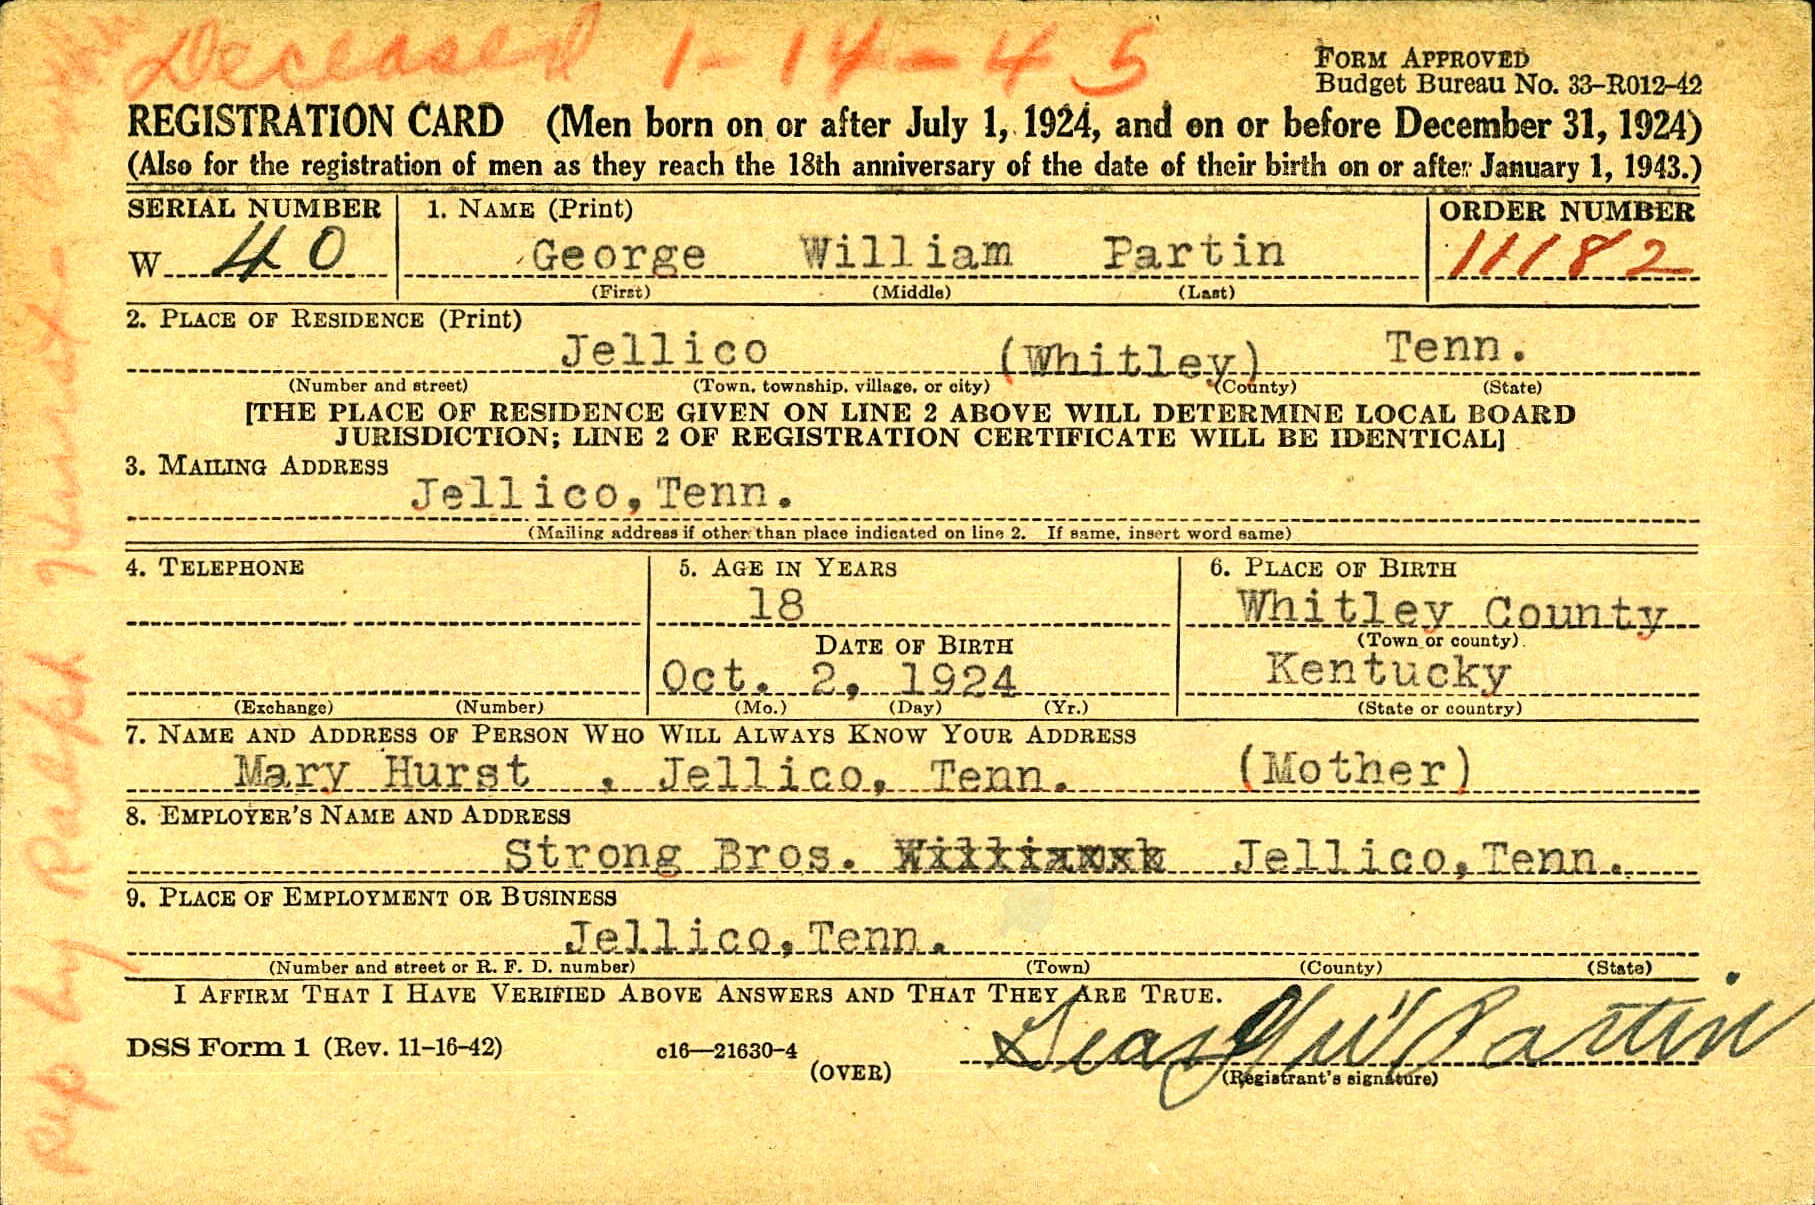 Deceased 1-14-45
FORM APPROVED
Budget Bureau No. 33-R012-42
REGISTRATION CARD (Men born on or after July 1, 1924, and on or before December 31, 1924)
(Also for the registration of men as they reach the 18th anniversary of the date of their birth on or after January 1, 1943.)
SERIAL NUMBER 1. NAME (Print) ORDER NUMBER
W 40 George William Partin 11182
(First) (Middle) (Last)
2. PLACE OF RESIDENCE (Print)
Jellico (Whitley) Tenn.
(Number and street) (Town, township, village, or city) (County) (State)
[THE PLACE OF RESIDENCE GIVEN ON LINE 2 ABOVE WILL DETERMINE LOCAL BOARD
JURISDICTION; LINE 2 OF REGISTRATION CERTIFICATE WILL BE IDENTICAL]
3. MAILING ADDRESS
Jellico, Tenn.
(Mailing address if other than place indicated on line 2. If same, insert word same)
4. TELEPHONE 5. AGE IN YEARS 6. PLACE OF BIRTH
18 Whitley County
DATE OF BIRTH (Town or county)
Oct. 2, 1924 Kentucky
(Exchange) (Number) (Mo.) (Day) (Yr.) (State or country)
7. NAME AND ADDRESS OF PERSON WHO WILL ALWAYS KNOW YOUR ADDRESS
Mary Hurst , Jellico, Tenn. (Mother)
8. EMPLOYER'S NAME AND ADDRESS
Strong Bros. Jellico, Tenn.
9. PLACE OF EMPLOYMENT OR BUSINESS
Jellico, Tenn.
(Number and street or R. F. D. number) (Town) (County) (State)
I AFFIRM THAT I HAVE VERIFIED ABOVE ANSWERS AND THAT THEY ARE TRUE.
DSS Form 1 (Rev. 11-16-42) c16—21630-4 (OVER)
George W Partin
(Registrant's signature)
Rep by Ralph Hurst -